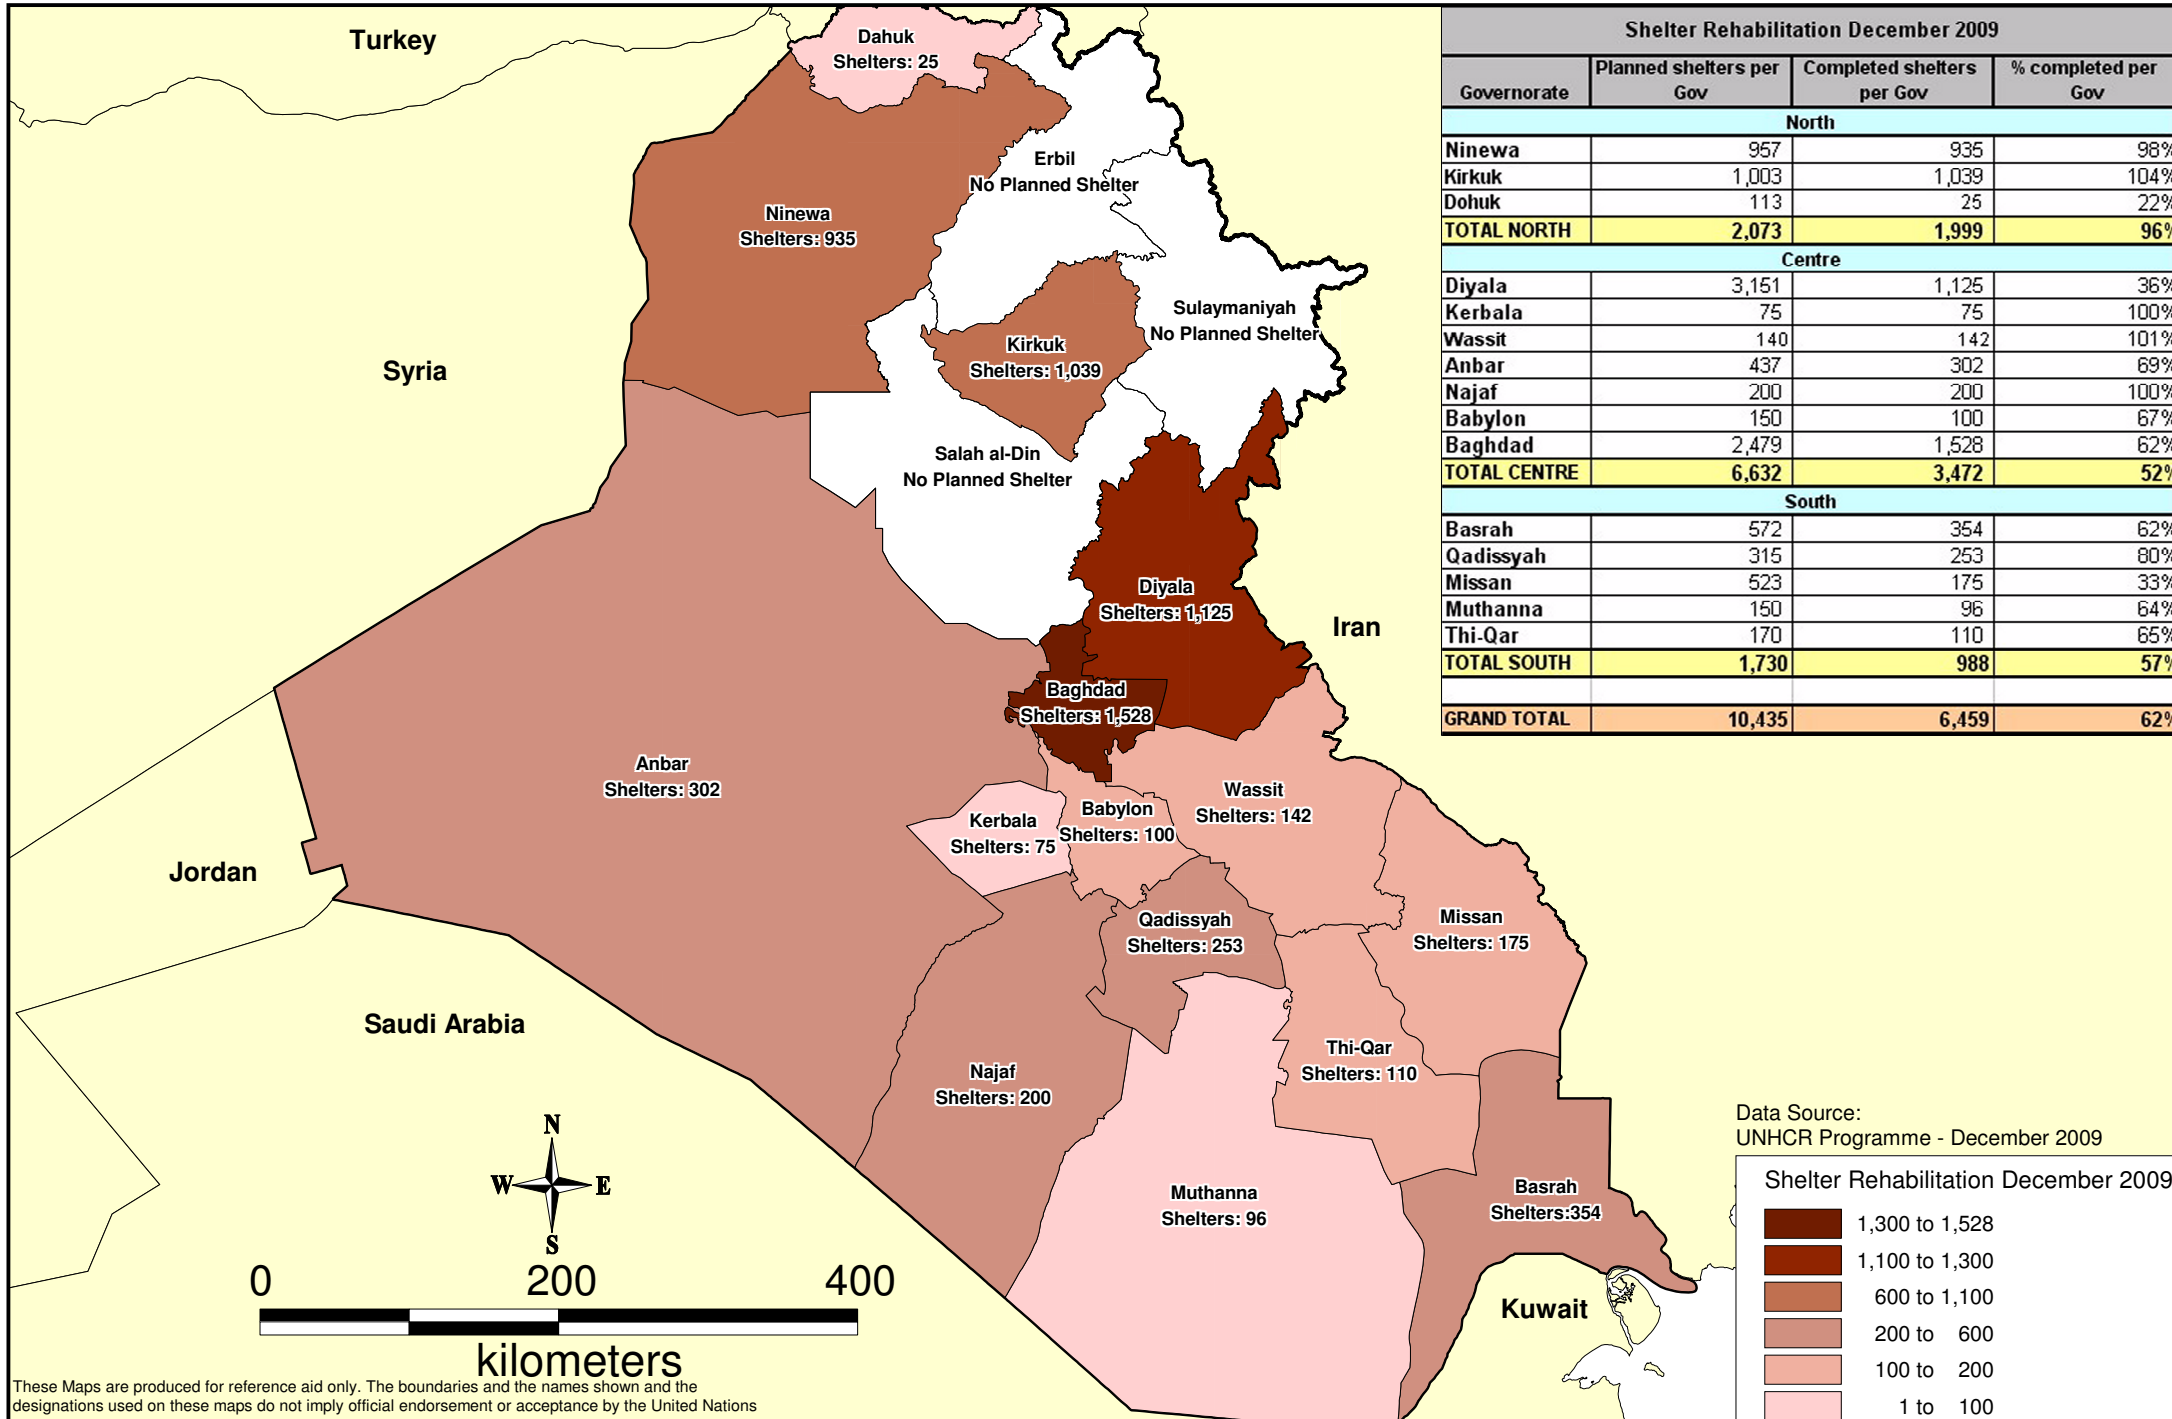 Turkey
Dahuk
Shelters: 25
Erbil
No Planned Shelter
Ninewa
Shelters: 935
Sulaymaniyah
No Planned Shelter
Kirkuk
Shelters: 1,039
Syria
Salah al-Din
No Planned Shelter
Diyala
Shelters: 1,125
Iran
Baghdad
Shelters: 1,528
Anbar
Shelters: 302
Wassit
Shelters: 142
Babylon
Shelters: 100
Kerbala
Shelters: 75
Jordan
Qadissyah
Shelters: 253
Missan
Shelters: 175
Saudi Arabia
Najaf
Shelters: 200
Thi-Qar
Shelters: 110
Muthanna
Shelters: 96
Basrah
Shelters:354
Kuwait
N
W E
S
0 200 400
kilometers
These Maps are produced for reference aid only. The boundaries and the names shown and the
designations used on these maps do not imply official endorsement or acceptance by the United Nations
Shelter Rehabilitation December 2009
Governorate Planned shelters per Gov Completed shelters per Gov % completed per Gov
North
Ninewa 957 935 98%
Kirkuk 1,003 1,039 104%
Dohuk 113 25 22%
TOTAL NORTH 2,073 1,999 96%
Centre
Diyala 3,151 1,125 36%
Kerbala 75 75 100%
Wassit 140 142 101%
Anbar 437 302 69%
Najaf 200 200 100%
Babylon 150 100 67%
Baghdad 2,479 1,528 62%
TOTAL CENTRE 6,632 3,472 52%
South
Basrah 572 354 62%
Qadissyah 315 253 80%
Missan 523 175 33%
Muthanna 150 96 64%
Thi-Qar 170 110 65%
TOTAL SOUTH 1,730 988 57%
GRAND TOTAL 10,435 6,459 62%
Data Source:
UNHCR Programme - December 2009
Shelter Rehabilitation December 2009
1,300 to 1,528
1,100 to 1,300
600 to 1,100
200 to 600
100 to 200
1 to 100